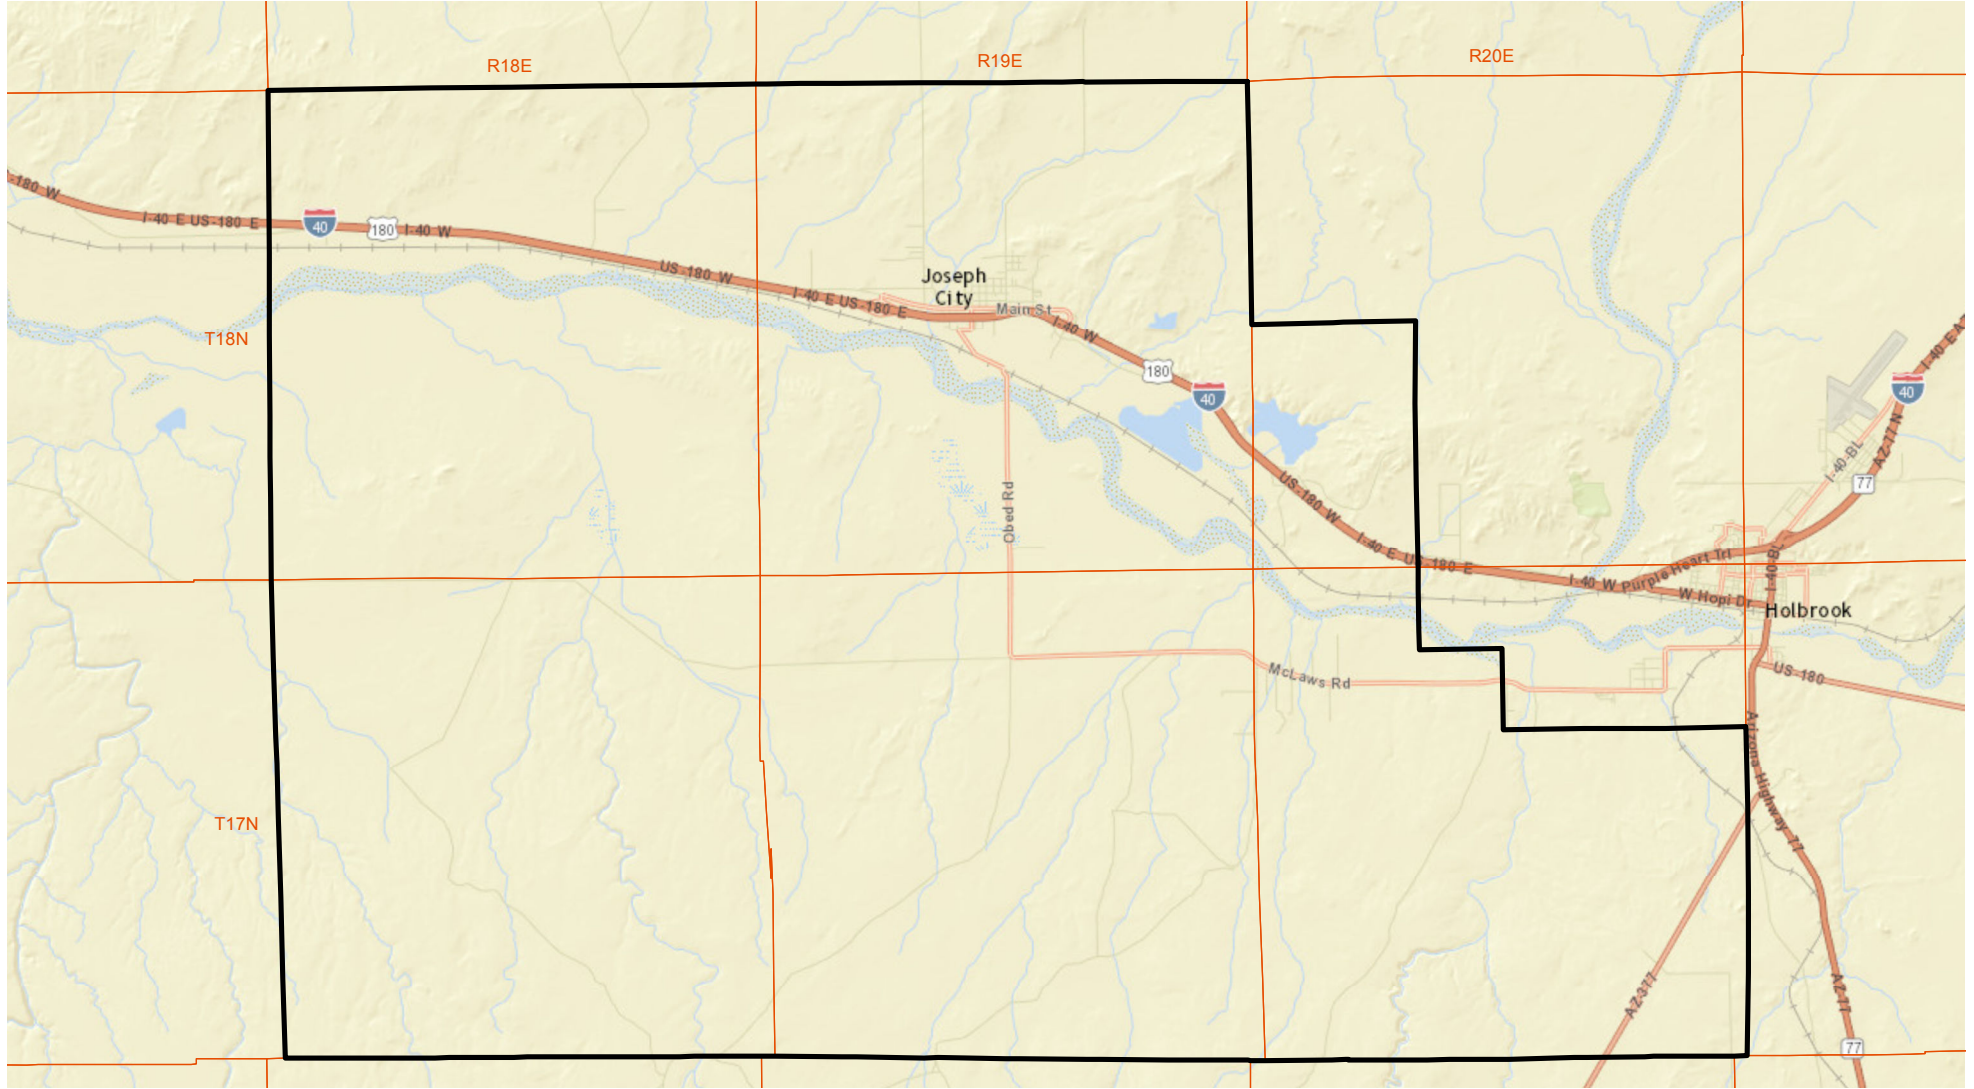 R18E
R19E
R20E
-180 W
I-40 E US-180 E
40
180
I-40 W
US-180 W
I-40 E US-180 E
Joseph
City
Main St
I-40 W
180
40
T18N
I-40 E
40
AZ-77 N
I-40-BL
77
Obed Rd
US-180 W
I-40 E US-180 E
I-40 W
Purple Heart Trl
I-40-BL
W Hopi Dr
Holbrook
McLaws Rd
US-180
Arizona Highway 77
T17N
AZ-377
AZ-77
77